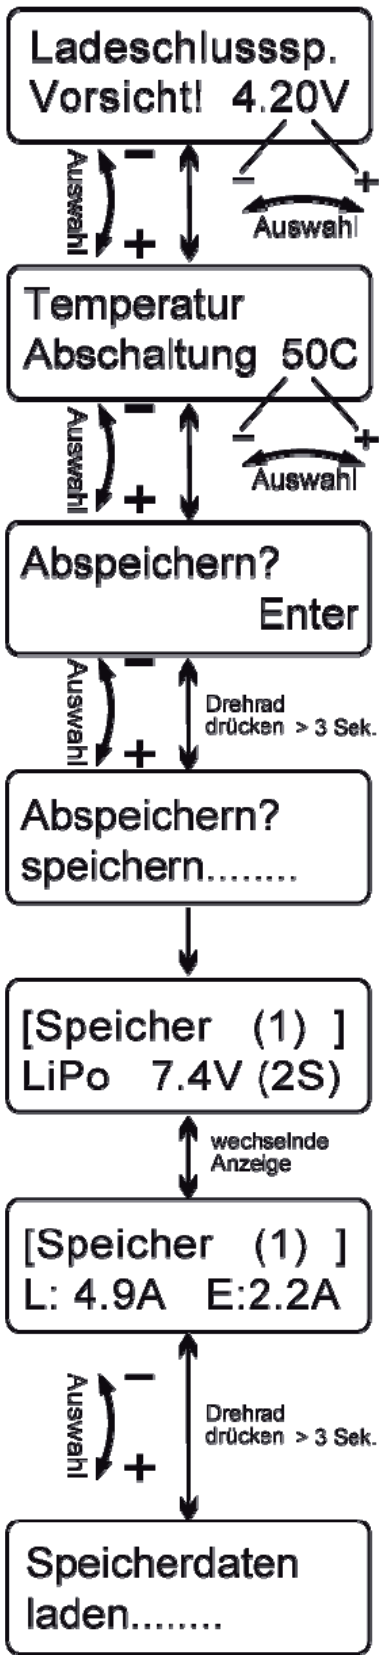 Ladeschlusssp.
Vorsicht! 4.20V
Auswahl
−
+
−
+
Auswahl
Temperatur
Abschaltung 50C
Auswahl
−
+
−
+
Auswahl
Abspeichern?
Enter
Auswahl
−
+
Drehrad
drücken > 3 Sek.
Abspeichern?
speichern........
[Speicher (1) ]
LiPo 7.4V (2S)
wechselnde
Anzeige
[Speicher (1) ]
L: 4.9A E:2.2A
Auswahl
−
+
Drehrad
drücken > 3 Sek.
Speicherdaten
laden........